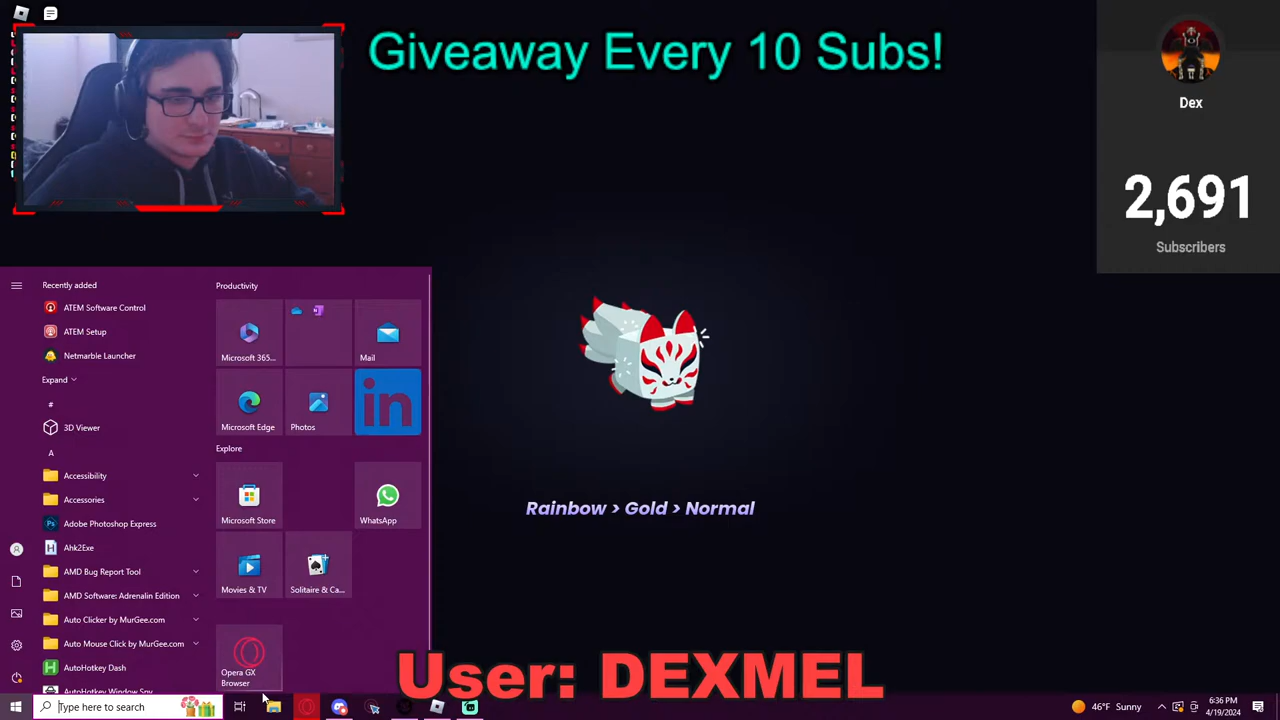 Giveaway Every 10 Subs!
Dex
2,691
Subscribers
Recently added
ATEM Software Control
ATEM Setup
Netmarble Launcher
Expand
#
3D Viewer
A
Accessibility
Accessories
Adobe Photoshop Express
Ahk2Exe
AMD Bug Report Tool
AMD Software: Adrenalin Edition
Auto Clicker by MurGee.com
Auto Mouse Click by MurGee.com
AutoHotkey Dash
AutoHotkey Window Spy
Productivity
Microsoft 365...
Mail
Microsoft Edge
Photos
in
Explore
Microsoft Store
WhatsApp
Movies & TV
Solitaire & Ca...
Opera GX
Browser
Rainbow > Gold > Normal
User: DEXMEL
Type here to search
46°F Sunny
6:36 PM
4/19/2024